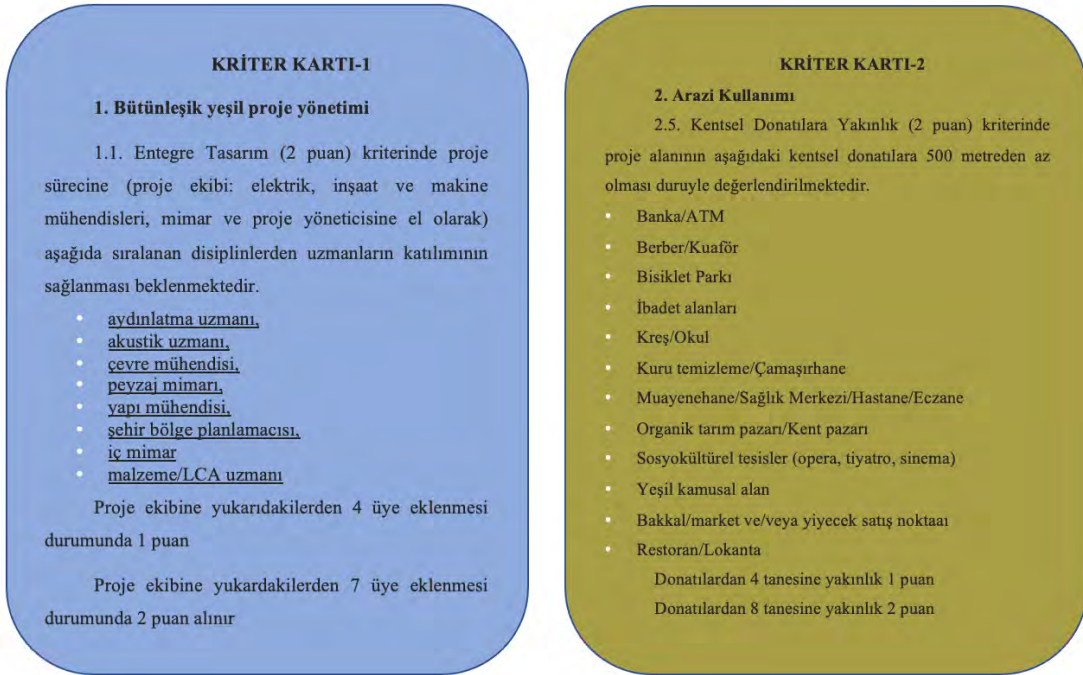 KRİTER KARTI-1
1. Bütünleşik yeşil proje yönetimi
1.1. Entegre Tasarım (2 puan) kriterinde proje
sürecine (proje ekibi: elektrik, inşaat ve makine
mühendisleri, mimar ve proje yöneticisine el olarak)
aşağıda sıralanan disiplinlerden uzmanların katılımının
sağlanması beklenmektedir.
• aydınlatma uzmanı,
• akustik uzmanı,
• çevre mühendisi,
• peyzaj mimarı,
• yapı mühendisi,
• şehir bölge planlamacısı,
• iç mimar
• malzeme/LCA uzmanı
Proje ekibine yukarıdakilerden 4 üye eklenmesi
durumunda 1 puan
Proje ekibine yukardakilerden 7 üye eklenmesi
durumunda 2 puan alınır
KRİTER KARTI-2
2. Arazi Kullanımı
2.5. Kentsel Donatılara Yakınlık (2 puan) kriterinde
proje alanının aşağıdaki kentsel donatılara 500 metreden az
olması duruyle değerlendirilmektedir.
• Banka/ATM
• Berber/Kuaför
• Bisiklet Parkı
• İbadet alanları
• Kreş/Okul
• Kuru temizleme/Çamaşırhane
• Muayenehane/Sağlık Merkezi/Hastane/Eczane
• Organik tarım pazarı/Kent pazarı
• Sosyokültürel tesisler (opera, tiyatro, sinema)
• Yeşil kamusal alan
• Bakkal/market ve/veya yiyecek satış noktaaı
• Restoran/Lokanta
Donatılardan 4 tanesine yakınlık 1 puan
Donatılardan 8 tanesine yakınlık 2 puan